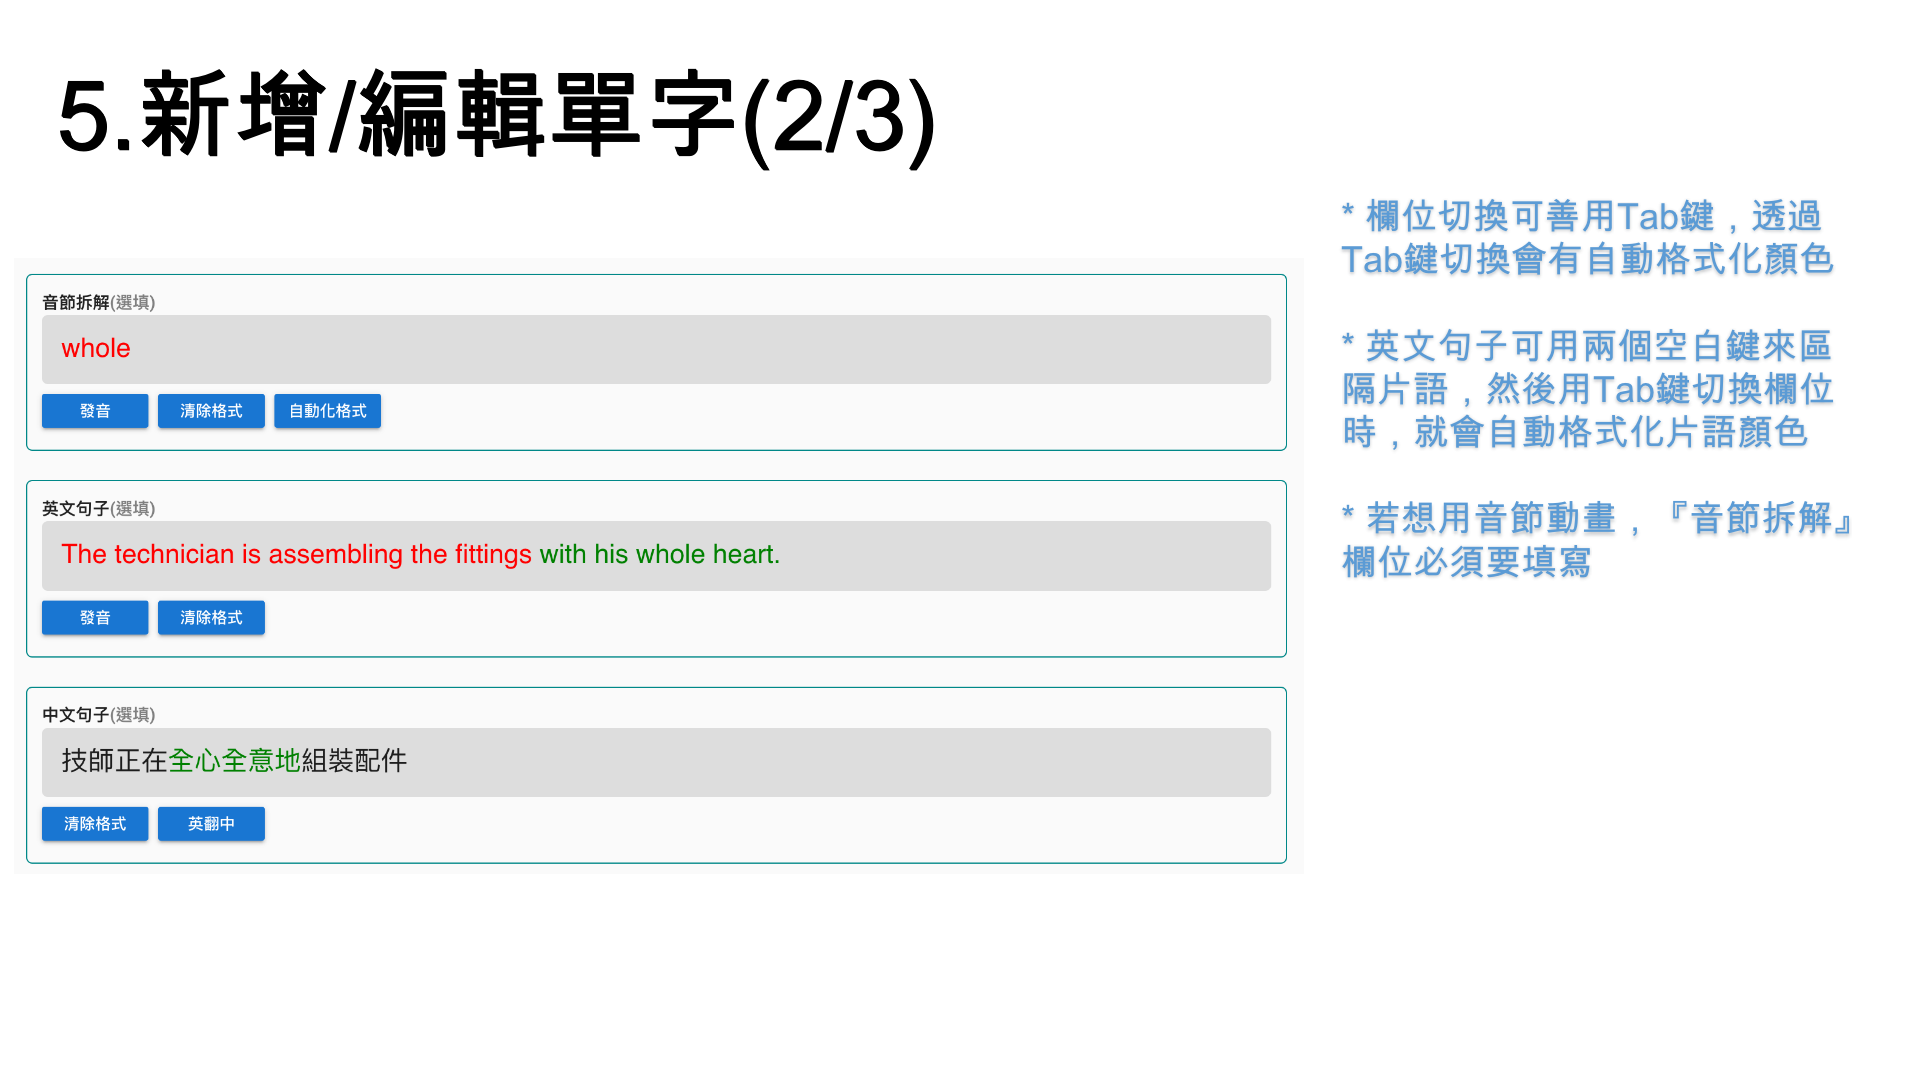 5.新增/編輯單字(2/3)
音節拆解(選填)
whole
發音 清除格式 自動化格式
英文句子(選填)
The technician is assembling the fittings with his whole heart.
發音 清除格式
中文句子(選填)
技師正在全心全意地組裝配件
清除格式 英翻中
* 欄位切換可善用Tab鍵，透過
Tab鍵切換會有自動格式化顏色
* 英文句子可用兩個空白鍵來區
隔片語，然後用Tab鍵切換欄位
時，就會自動格式化片語顏色
* 若想用音節動畫，『音節拆解』
欄位必須要填寫